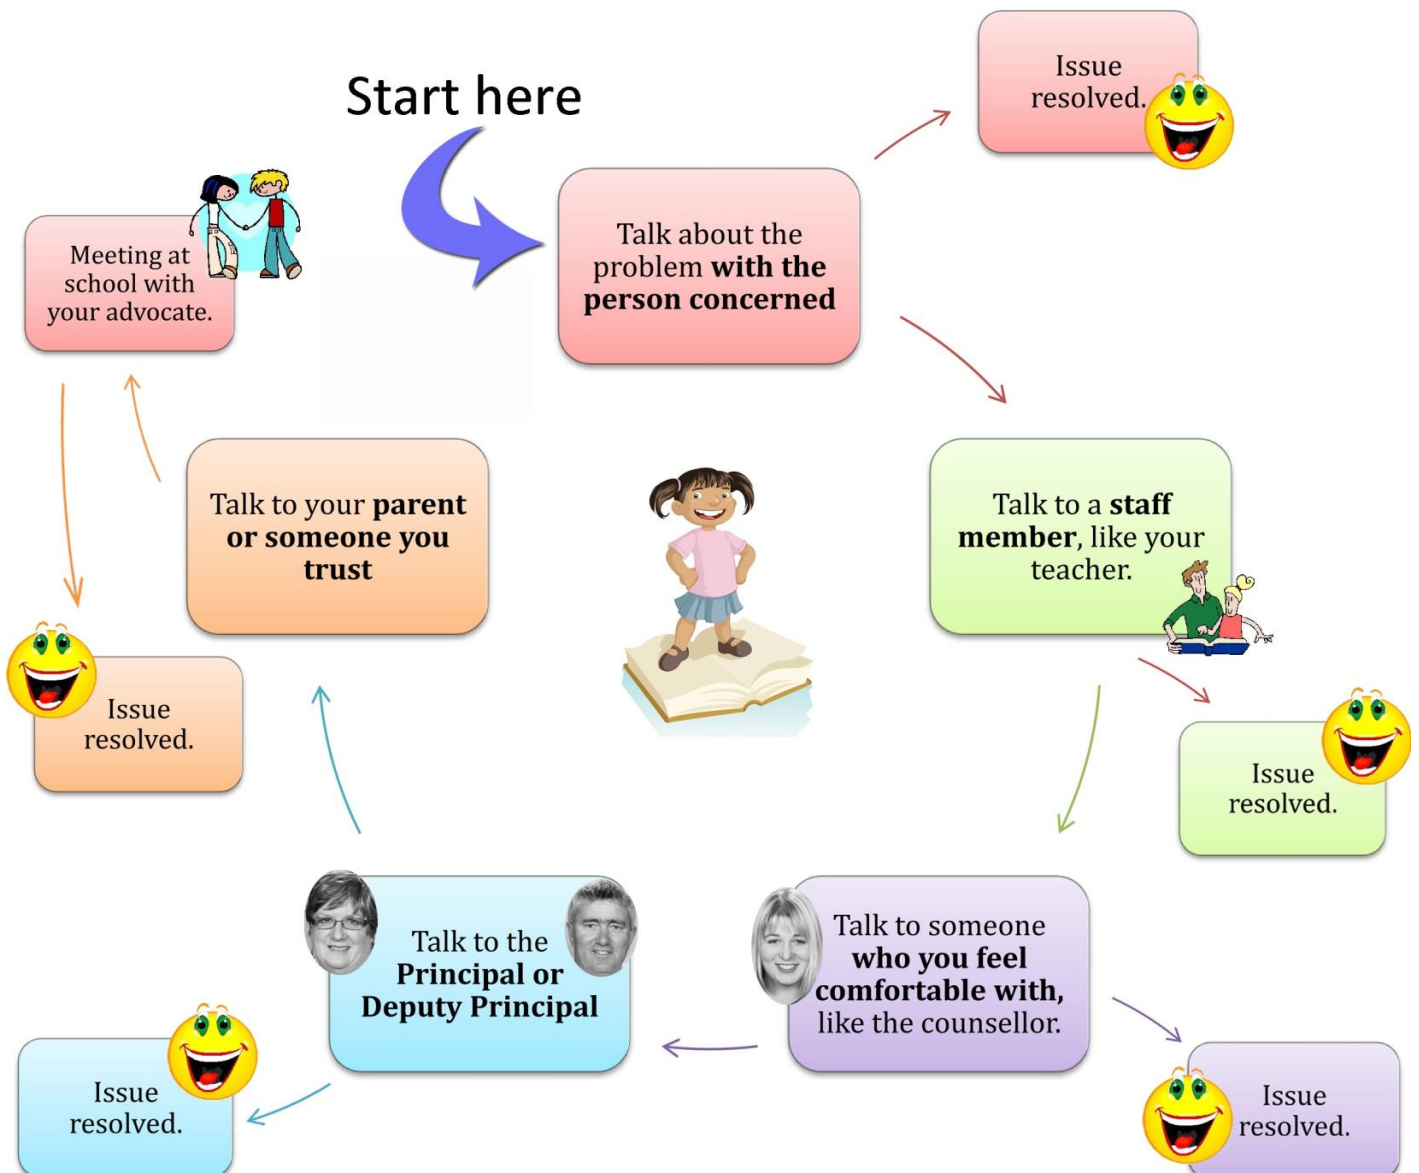 Start here
Talk about the
problem with the
person concerned
Issue
resolved.
Talk to a staff
member, like your
teacher.
Issue
resolved.
Talk to someone
who you feel
comfortable with,
like the counsellor.
Issue
resolved.
Talk to the
Principal or
Deputy Principal
Issue
resolved.
Talk to your parent
or someone you
trust
Meeting at
school with
your advocate.
Issue
resolved.